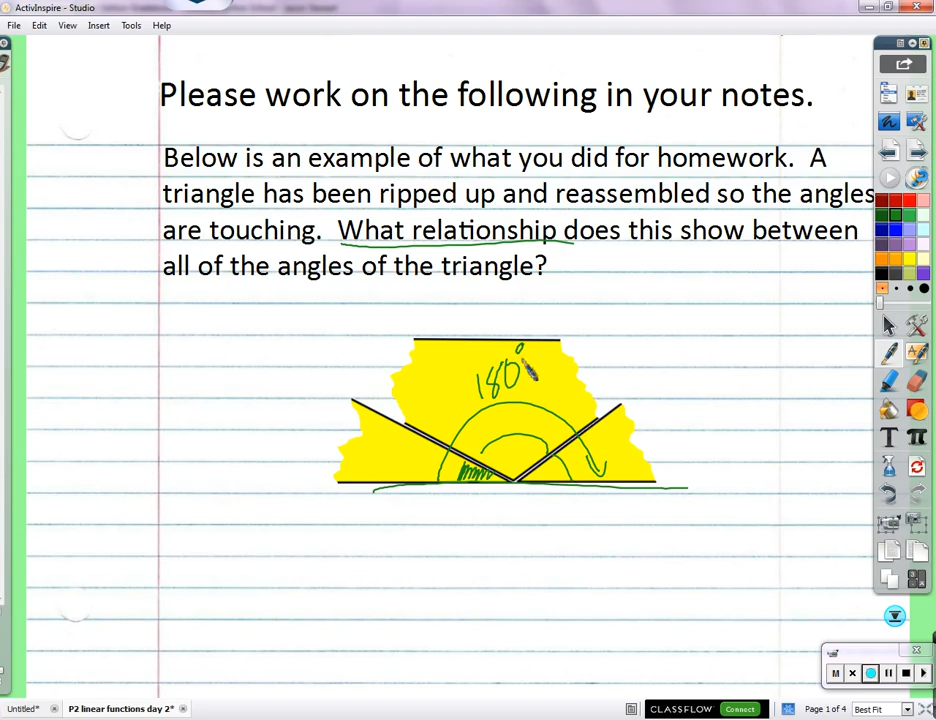 ActivInspire - Studio
File Edit View Insert Tools Help
Please work on the following in your notes.
Below is an example of what you did for homework. A
triangle has been ripped up and reassembled so the angles
are touching. What relationship does this show between
all of the angles of the triangle?
180°
Untitled* P2 linear functions day 2* CLASSFLOW Connect Page 1 of 4 Best Fit